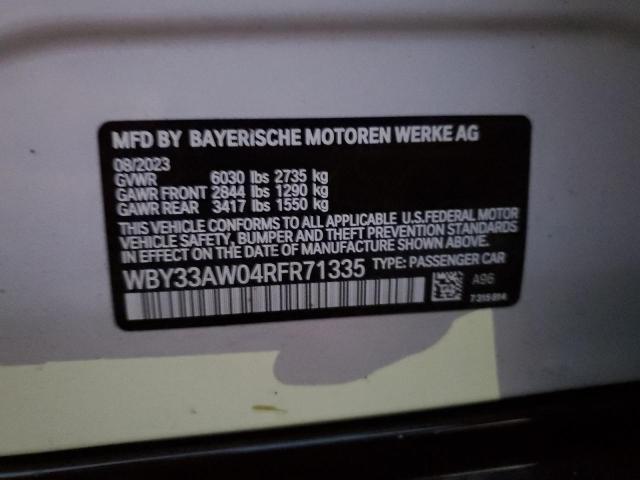 MFD BY BAYERISCHE MOTOREN WERKE AG
08/2023
GVWR 6030 lbs 2735 kg
GAWR FRONT 2844 lbs 1290 kg
GAWR REAR 3417 lbs 1550 kg
THIS VEHICLE CONFORMS TO ALL APPLICABLE U.S.FEDERAL MOTOR
VEHICLE SAFETY, BUMPER AND THEFT PREVENTION STANDARDS
IN EFFECT ON THE DATE OF MANUFACTURE SHOWN ABOVE.
WBY33AW04RFR71335 TYPE: PASSENGER CAR
A96
7315914